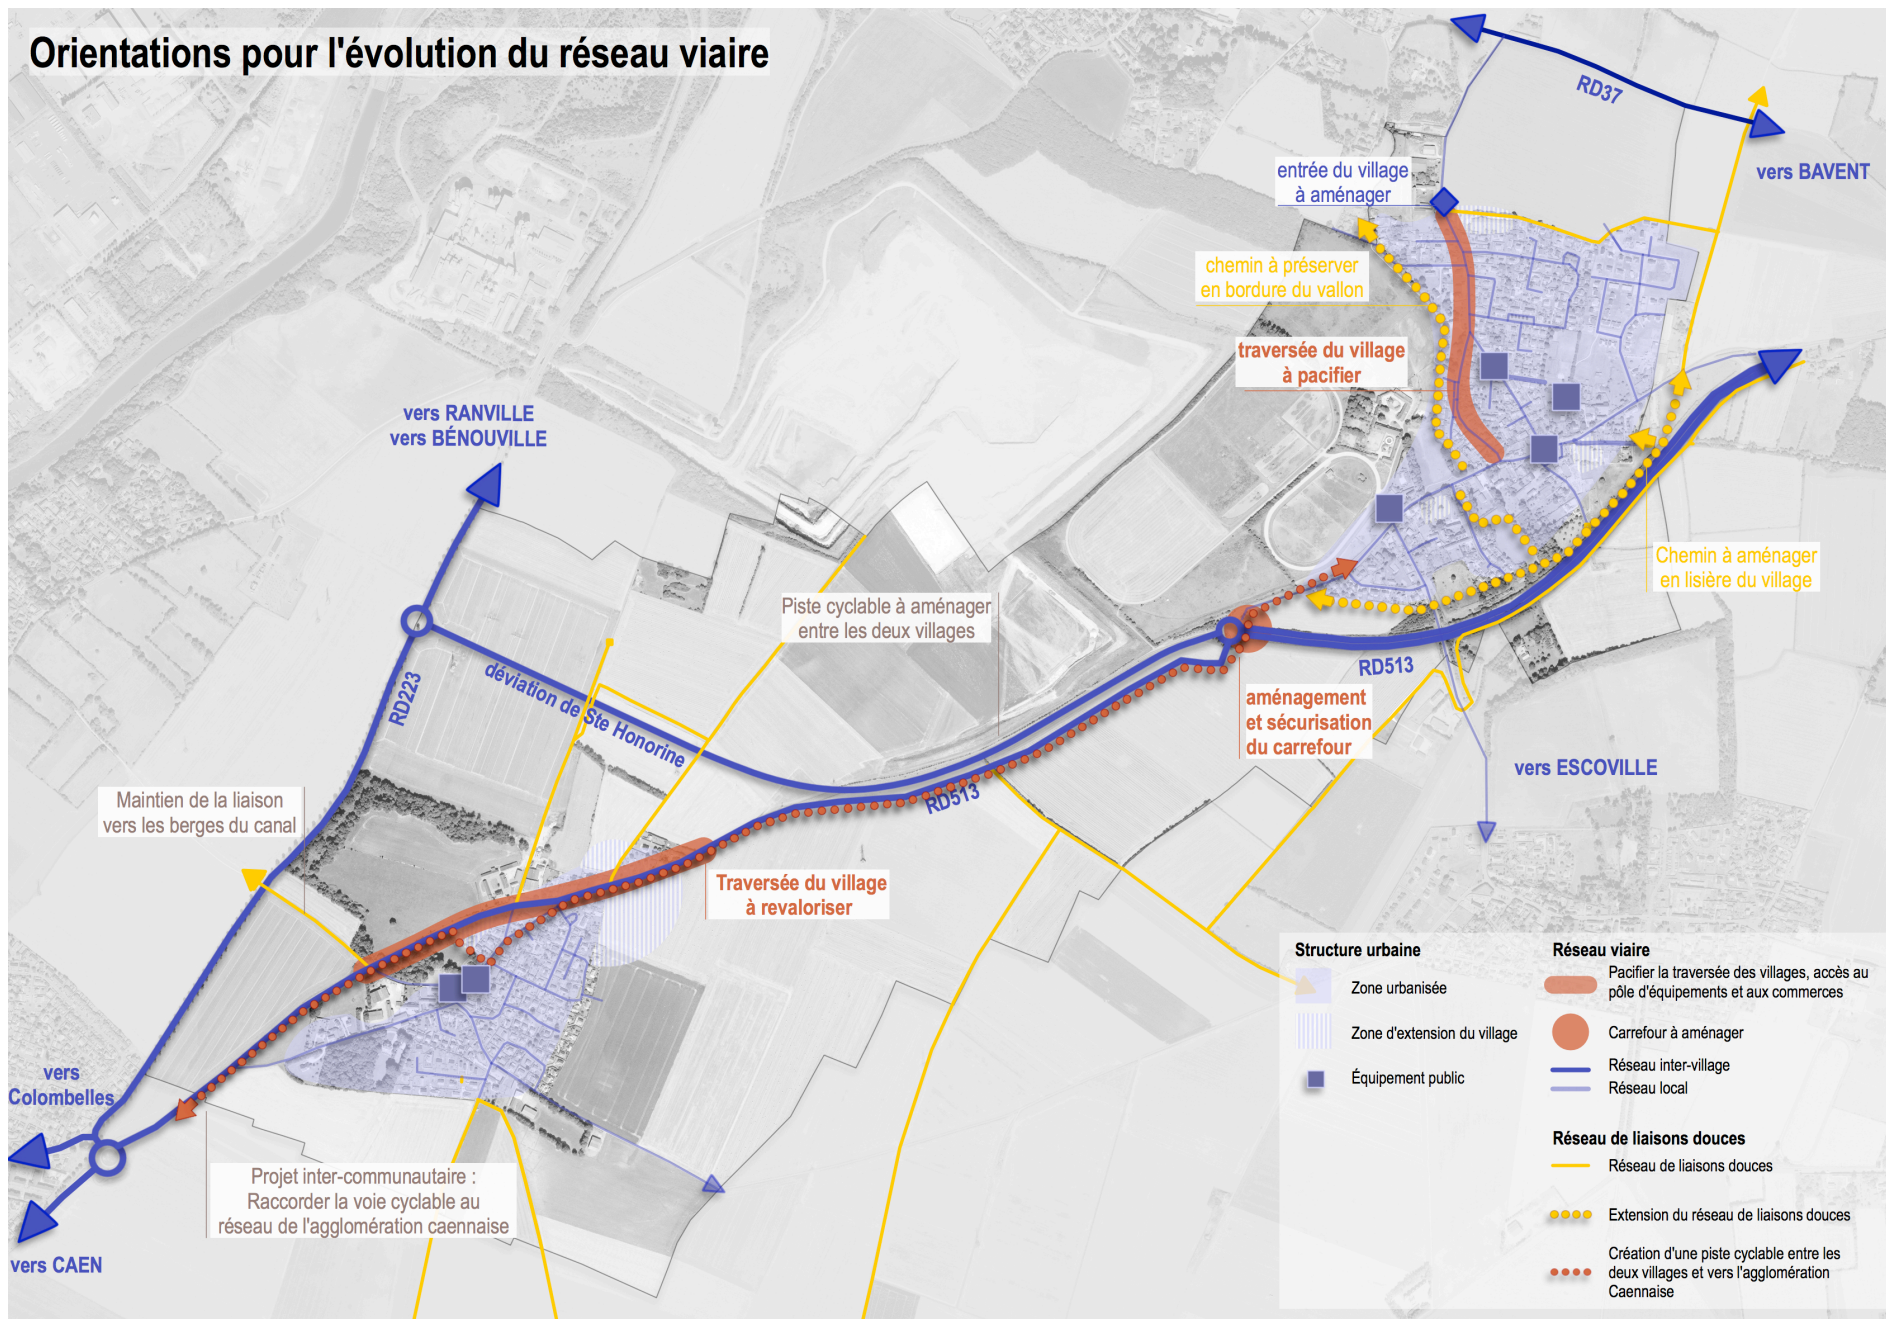 Orientations pour l'évolution du réseau viaire
RD37
vers BAVENT
entrée du village
à aménager
chemin à préserver
en bordure du vallon
traversée du village
à pacifier
vers RANVILLE
vers BÉNOUVILLE
Chemin à aménager
en lisière du village
Piste cyclable à aménager
entre les deux villages
RD223
déviation de Ste Honorine
RD513
RD513
aménagement
et sécurisation
du carrefour
vers ESCOVILLE
Maintien de la liaison
vers les berges du canal
Traversée du village
à revaloriser
vers
Colombelles
vers CAEN
Projet inter-communautaire :
Raccorder la voie cyclable au
réseau de l'agglomération caennaise
Structure urbaine
Zone urbanisée
Zone d'extension du village
Équipement public
Réseau viaire
Pacifier la traversée des villages, accès au
pôle d'équipements et aux commerces
Carrefour à aménager
Réseau inter-village
Réseau local
Réseau de liaisons douces
Réseau de liaisons douces
Extension du réseau de liaisons douces
Création d'une piste cyclable entre les
deux villages et vers l'agglomération
Caennaise